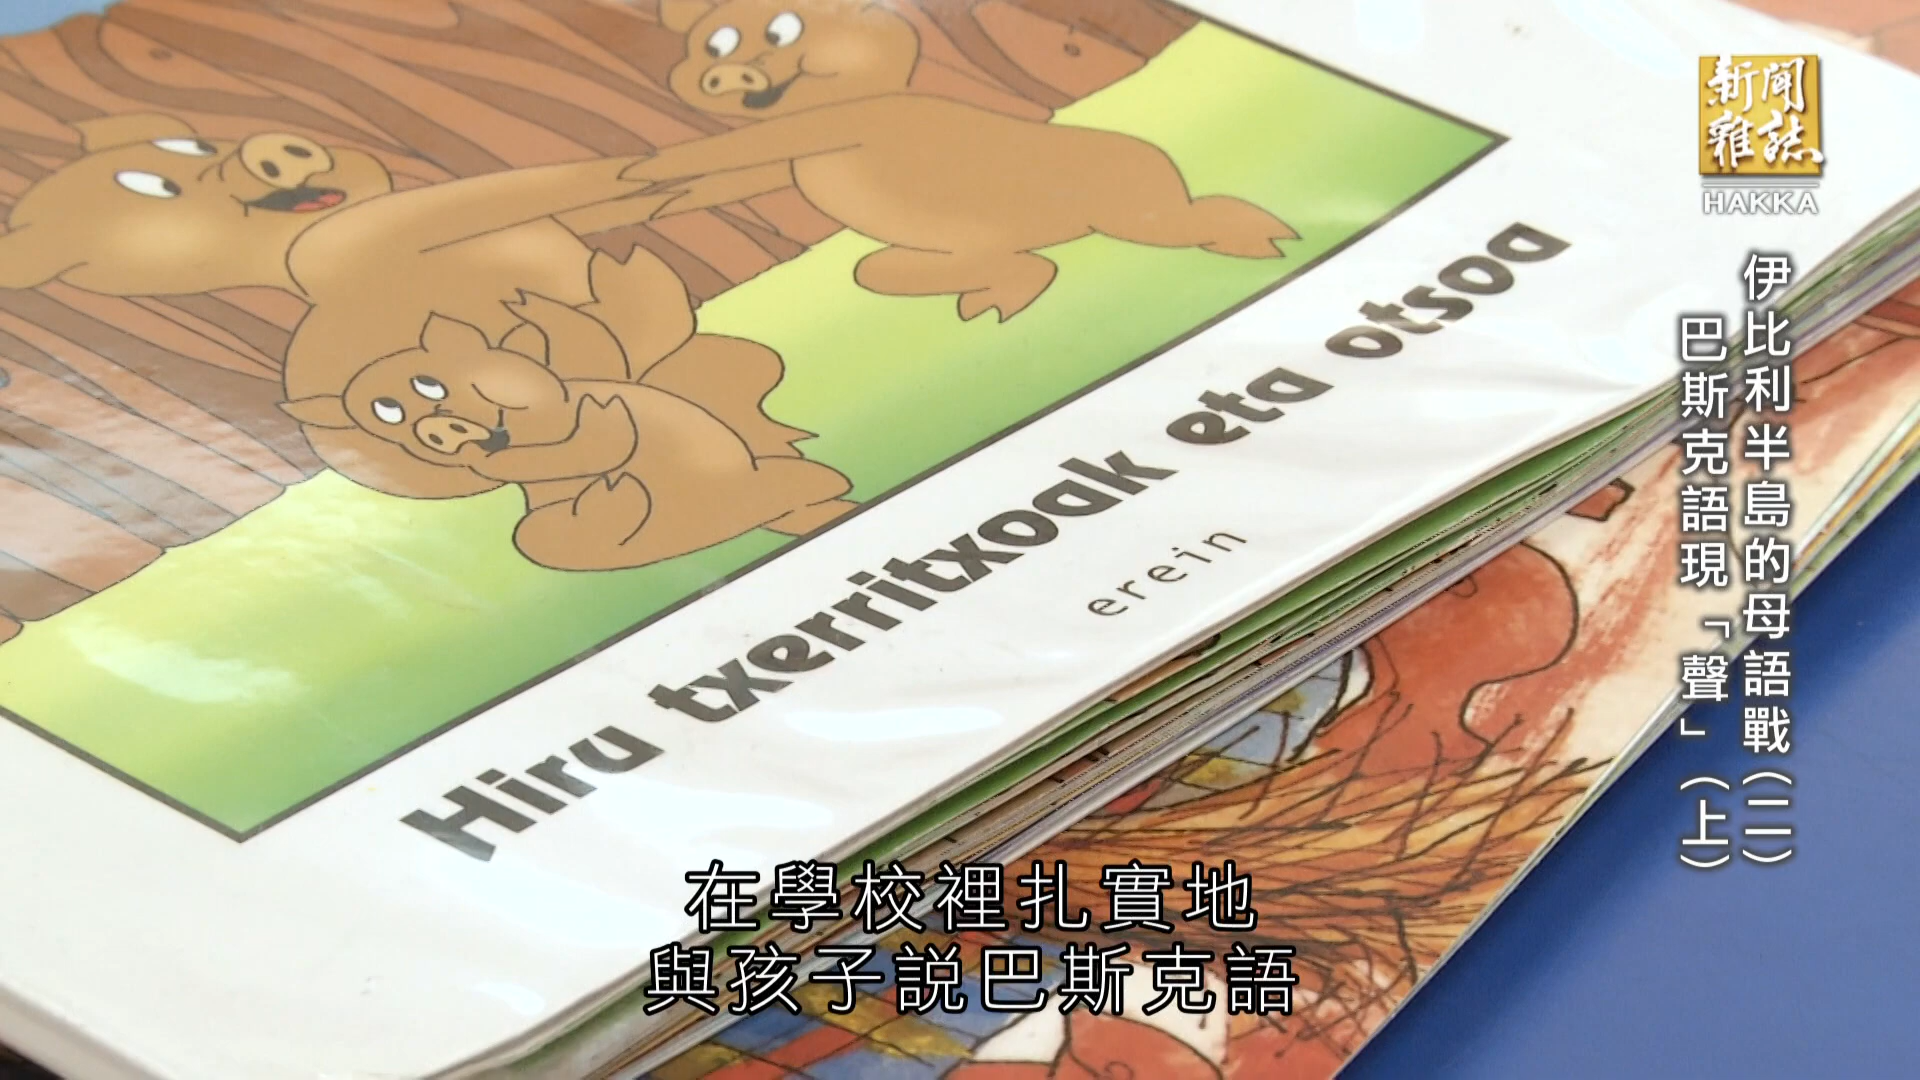 新聞
雜誌
HAKKA
伊比利半島的母語戰(二)
巴斯克語現「聲」(上)
Hiru txerritxoak eta otsoa
erein
在學校裡扎實地
與孩子説巴斯克語